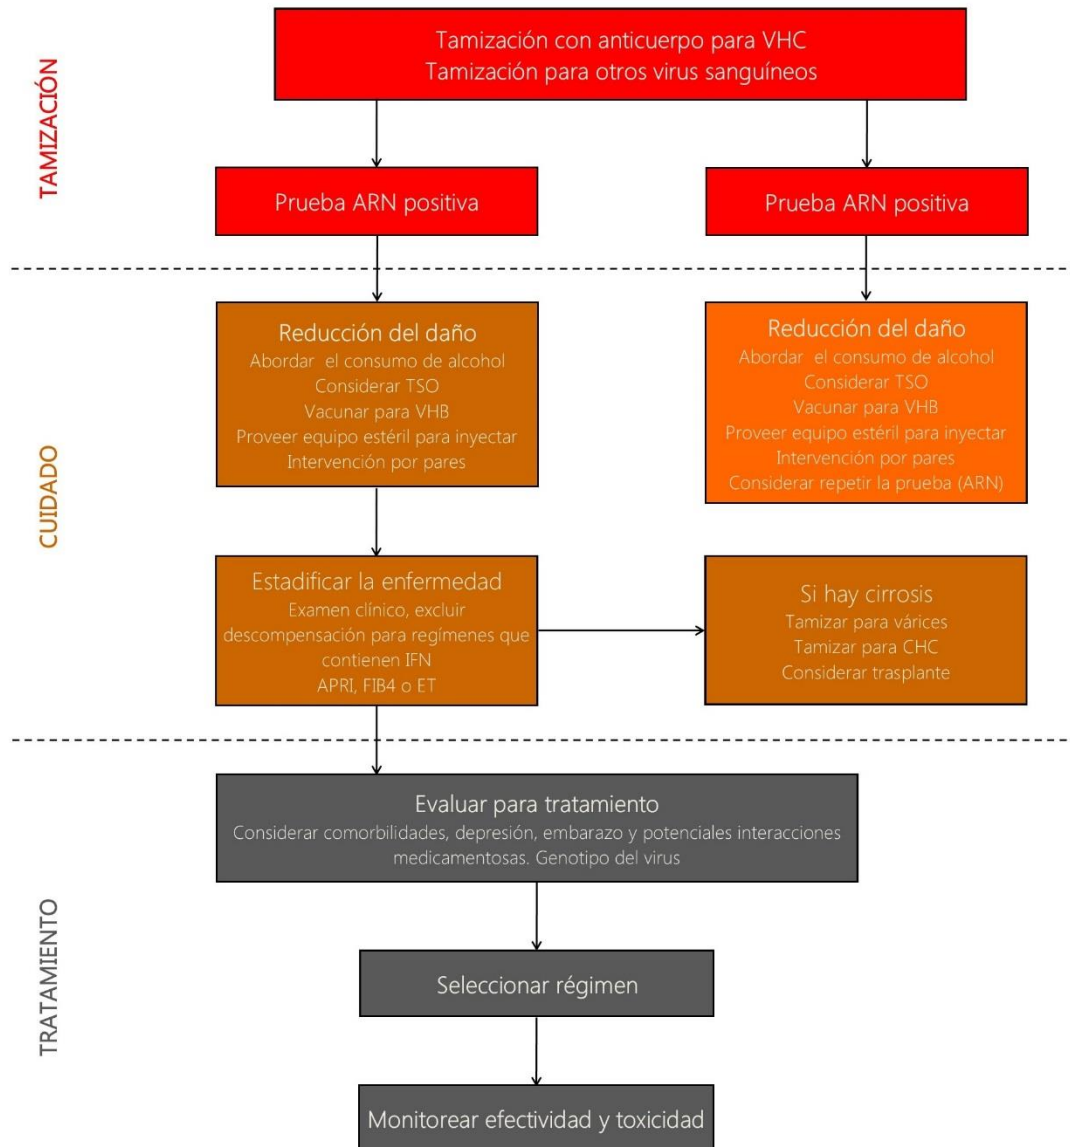 TAMIZACIÓN
Tamización con anticuerpo para VHC
Tamización para otros virus sanguíneos
Prueba ARN positiva
Prueba ARN positiva
CUIDADO
Reducción del daño
Abordar el consumo de alcohol
Considerar TSO
Vacunar para VHB
Proveer equipo estéril para inyectar
Intervención por pares
Reducción del daño
Abordar el consumo de alcohol
Considerar TSO
Vacunar para VHB
Proveer equipo estéril para inyectar
Intervención por pares
Considerar repetir la prueba (ARN)
Estadificar la enfermedad
Examen clínico, excluir
descompensación para regímenes que
contienen IFN
APRI, FIB4 o ET
Si hay cirrosis
Tamizar para várices
Tamizar para CHC
Considerar trasplante
TRATAMIENTO
Evaluar para tratamiento
Considerar comorbilidades, depresión, embarazo y potenciales interacciones
medicamentosas. Genotipo del virus
Seleccionar régimen
Monitorear efectividad y toxicidad